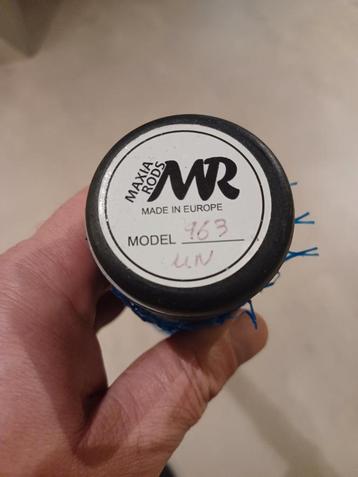 MAXIA
RODS
MR
MADE IN EUROPE
MODEL 963
MN